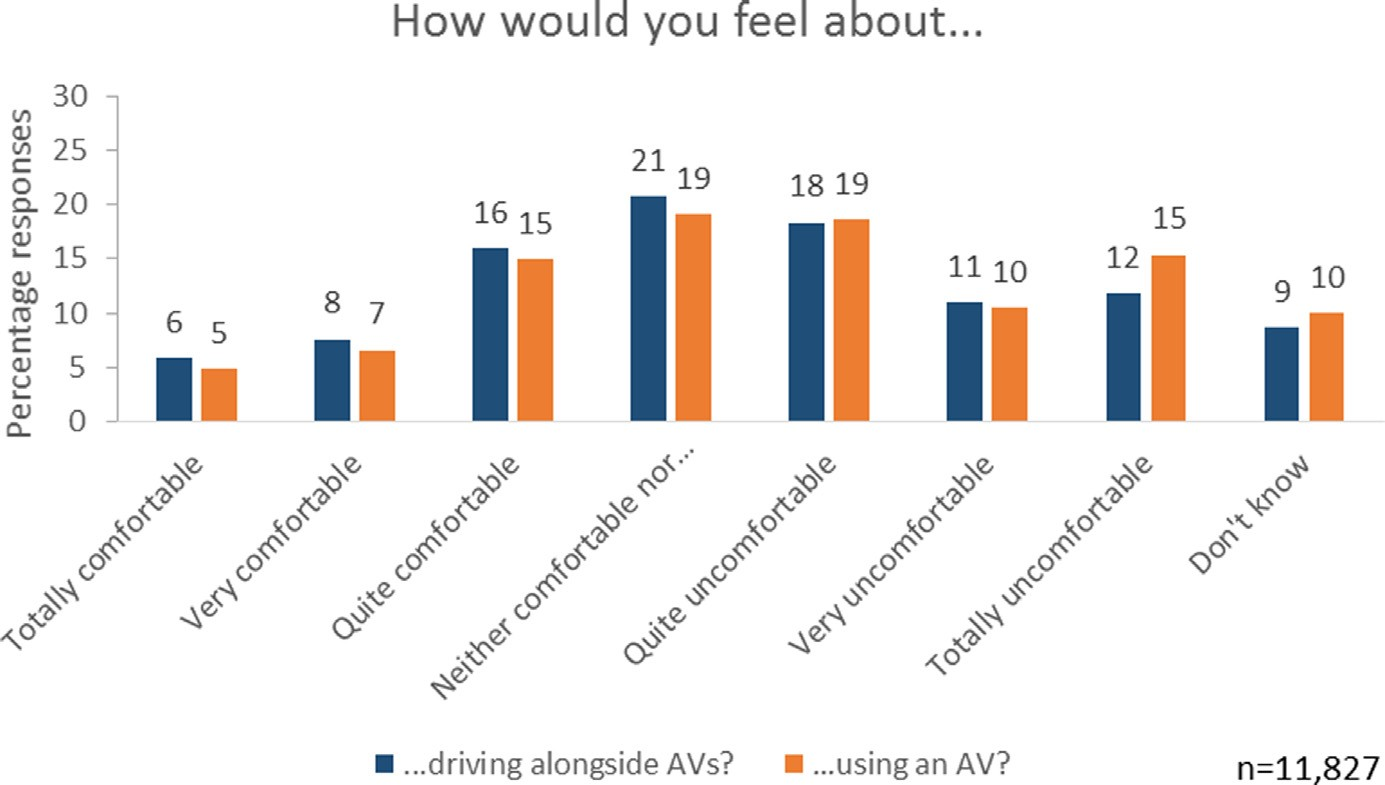 How would you feel about...
Percentage responses
30
25
20
15
10
5
0
6 5
8 7
16 15
21 19
18 19
11 10
12 15
9 10
Totally comfortable
Very comfortable
Quite comfortable
Neither comfortable nor...
Quite uncomfortable
Very uncomfortable
Totally uncomfortable
Don't know
...driving alongside AVs?
...using an AV?
n=11,827